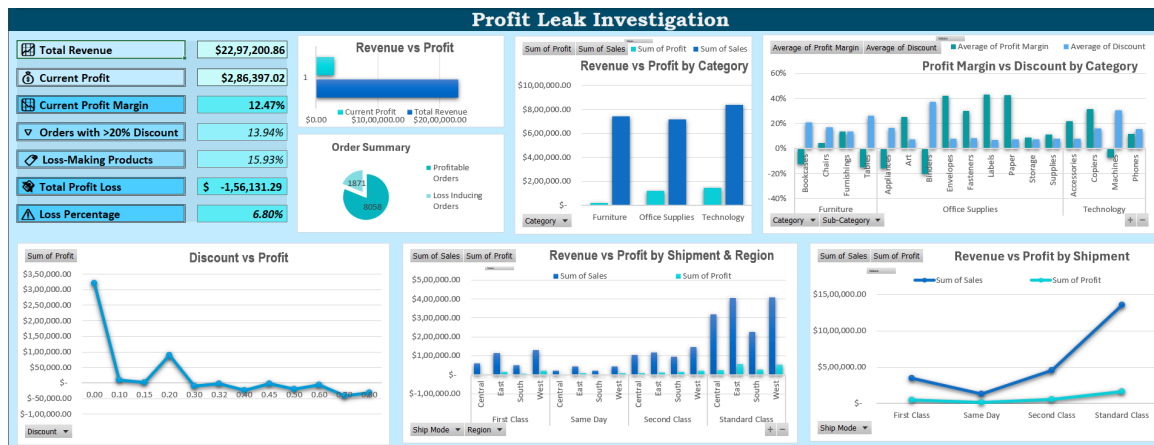 Profit Leak Investigation
Total Revenue
$22,97,200.86
Current Profit
$2,86,397.02
Current Profit Margin
12.47%
Orders with >20% Discount
13.94%
Loss-Making Products
15.93%
Total Profit Loss
$ -1,56,131.29
Loss Percentage
6.80%
Revenue vs Profit
1
Current Profit
Total Revenue
$0.00 $10,00,000.00 $20,00,000.00
Order Summary
1871
8058
Profitable Orders
Loss Inducing Orders
Sum of Profit Sum of Sales
Sum of Profit Sum of Sales
Revenue vs Profit by Category
$10,00,000.00
$8,00,000.00
$6,00,000.00
$4,00,000.00
$2,00,000.00
$-
Furniture Office Supplies Technology
Category
Average of Profit Margin Average of Discount
Average of Profit Margin Average of Discount
Profit Margin vs Discount by Category
60%
40%
20%
0%
-20%
-40%
Bookcases Chairs Furnishings Tables Appliances Art Binders Envelopes Fasteners Labels Paper Storage Supplies Accessories Copiers Machines Phones
Furniture Office Supplies Technology
Category Sub-Category
+ −
Sum of Profit
Discount vs Profit
$3,50,000.00
$3,00,000.00
$2,50,000.00
$2,00,000.00
$1,50,000.00
$1,00,000.00
$50,000.00
$-
$-50,000.00
$-1,00,000.00
0.00 0.10 0.15 0.20 0.30 0.32 0.40 0.45 0.50 0.60 0.70 0.80
Discount
Sum of Sales Sum of Profit
Revenue vs Profit by Shipment & Region
Sum of Sales Sum of Profit
$5,00,000.00
$4,00,000.00
$3,00,000.00
$2,00,000.00
$1,00,000.00
$-
$-1,00,000.00
Central East South West Central East South West Central East South West Central East South West
First Class Same Day Second Class Standard Class
Ship Mode Region
+ −
Sum of Sales Sum of Profit
Revenue vs Profit by Shipment
Sum of Sales Sum of Profit
$15,00,000.00
$10,00,000.00
$5,00,000.00
$-
First Class Same Day Second Class Standard Class
Ship Mode